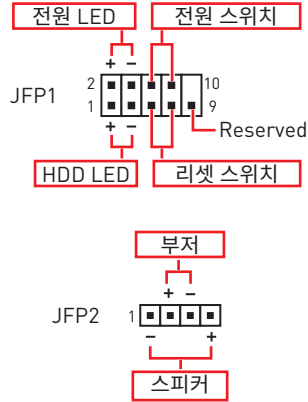 전원 LED 전원 스위치
+ −
2 10
JFP1
1 9
+ − Reserved
HDD LED 리셋 스위치
부저
+ −
JFP2 1
− +
스피커